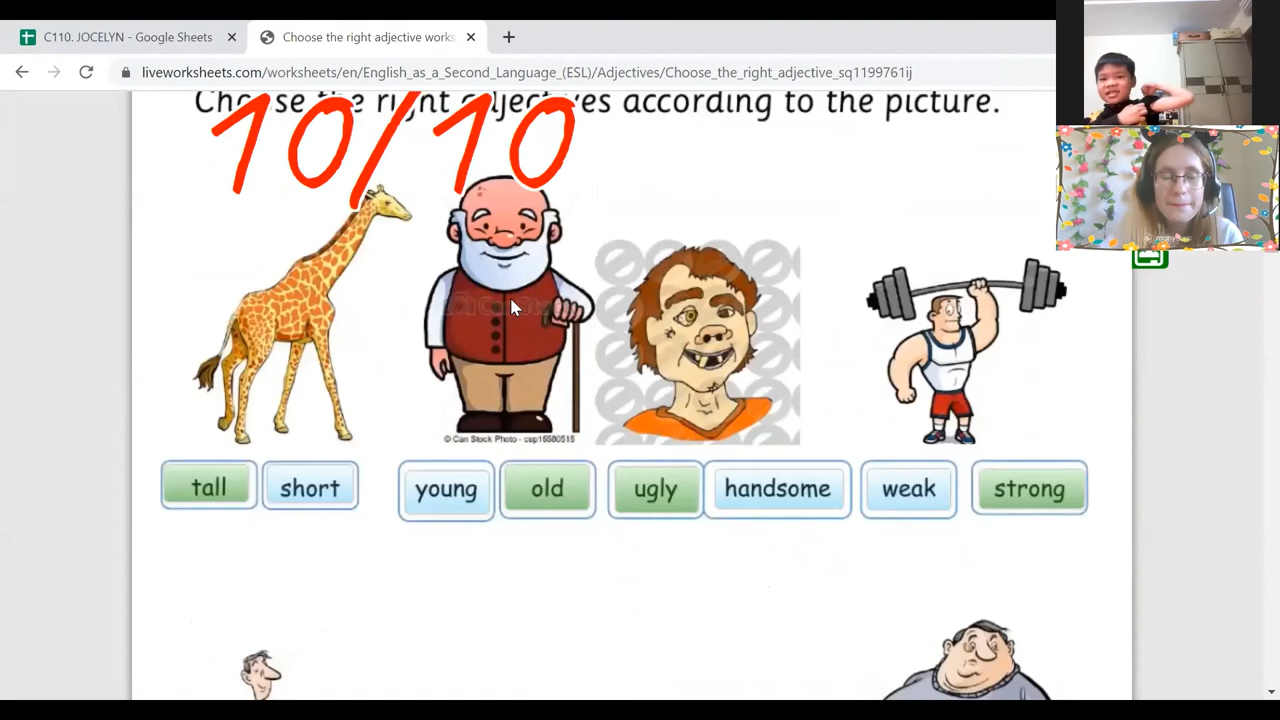 C110. JOCELYN - Google Sheets
Choose the right adjective works
liveworksheets.com/worksheets/en/English_as_a_Second_Language_(ESL)/Adjectives/Choose_the_right_adjective_sq1199761ij
Choose the right adjectives according to the picture.
10/10
© Can Stock Photo - csp15580515
tall short young old ugly handsome weak strong